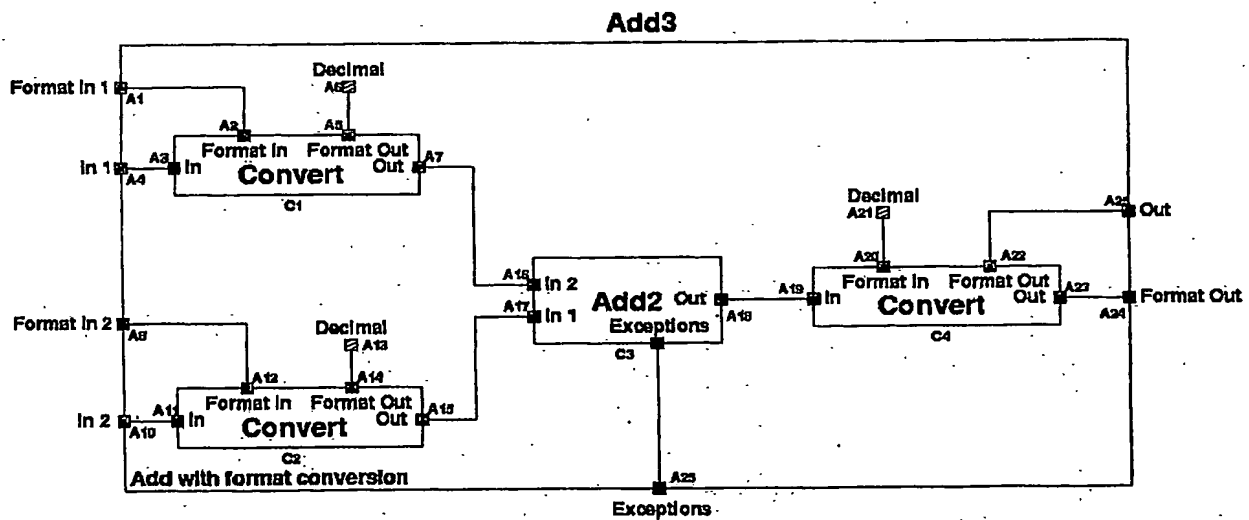 Add3
Format In 1
A1
Decimal
A6
A2
A5
Format In
Format Out
In 1
A4
A3
In
Out
A7
Convert
C1
Decimal
A21
Out
A20
A22
Format In
Format Out
A16
In 2
A17
In 1
Add2
Out
A18
Exceptions
C3
A19
In
Out
A23
Convert
C4
Format Out
A24
Format In 2
A8
Decimal
A13
A12
A14
Format In
Format Out
In 2
A10
A11
In
Out
A15
Convert
C2
Add with format conversion
A25
Exceptions